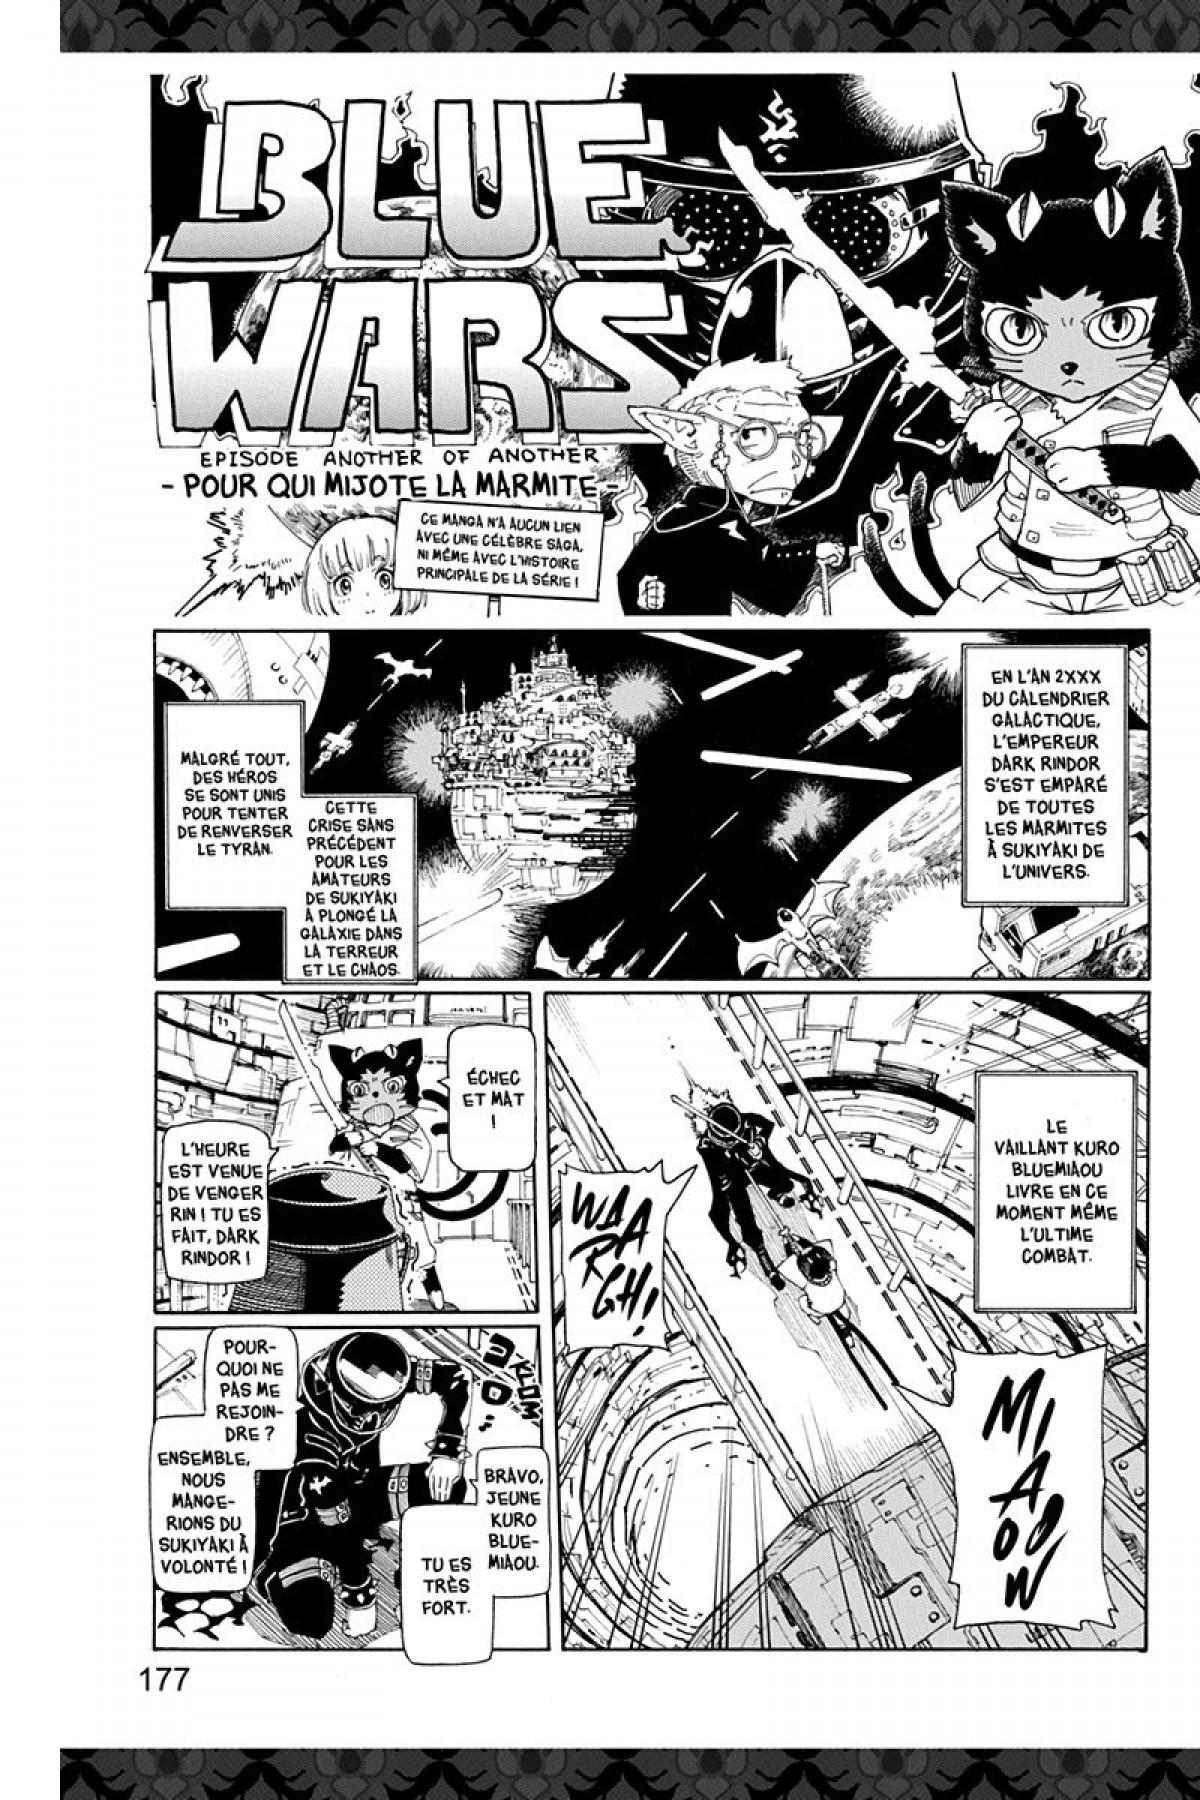 BLUE
WARS
EPISODE ANOTHER OF ANOTHER
- POUR QUI MIJOTE LA MARMITE -
CE MANGA N'A AUCUN LIEN
AVEC UNE CÉLÈBRE SAGA,
NI MÊME AVEC L'HISTOIRE
PRINCIPALE DE LA SÉRIE !
EN L'AN 2XXX
DU CALENDRIER
GALACTIQUE,
L'EMPEREUR
DARK RINDOR
S'EST EMPARÉ
DE TOUTES
LES MARMITES
À SUKIYAKI DE
L'UNIVERS.
CETTE
CRISE SANS
PRÉCÉDENT
POUR LES
AMATEURS
DE SUKIYAKI
A PLONGÉ LA
GALAXIE DANS
LA TERREUR
ET LE CHAOS.
MALGRÉ TOUT,
DES HÉROS
SE SONT UNIS
POUR TENTER
DE RENVERSER
LE TYRAN.
LE
VAILLANT KURO
BLUEMIAOU
LIVRE EN CE
MOMENT MÊME
L'ULTIME
COMBAT.
MIAOOOW
WAAARGH!
ÉCHEC
ET MAT
!
L'HEURE
EST VENUE
DE VENGER
RIN ! TU ES
FAIT, DARK
RINDOR !
BRAVO,
JEUNE
KURO
BLUE-
MIAOU.
TU ES
TRÈS
FORT.
POUR-
QUOI NE
PAS ME
REJOIN-
DRE ?
ENSEMBLE,
NOUS
MANGE-
RIONS DU
SUKIYAKI À
VOLONTÉ !
177